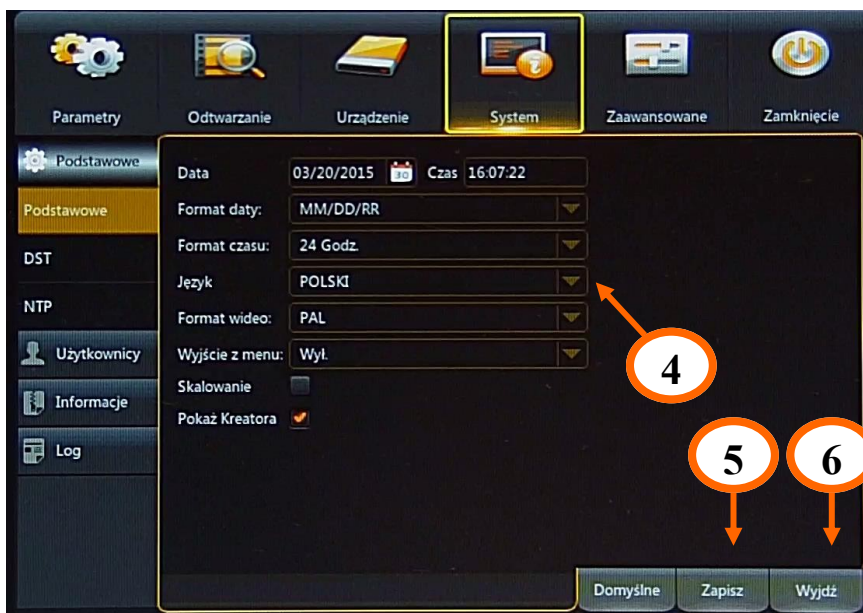 Parametry Odtwarzanie Urządzenie System Zaawansowane Zamknięcie
Podstawowe
Podstawowe
DST
NTP
Użytkownicy
Informacje
Log
Data 03/20/2015 30 Czas 16:07:22
Format daty: MM/DD/RR
Format czasu: 24 Godz.
Język POLSKI
Format wideo: PAL
Wyjście z menu: Wył.
Skalowanie
Pokaż Kreatora
4
5 6
Domyślne Zapisz Wyjdź